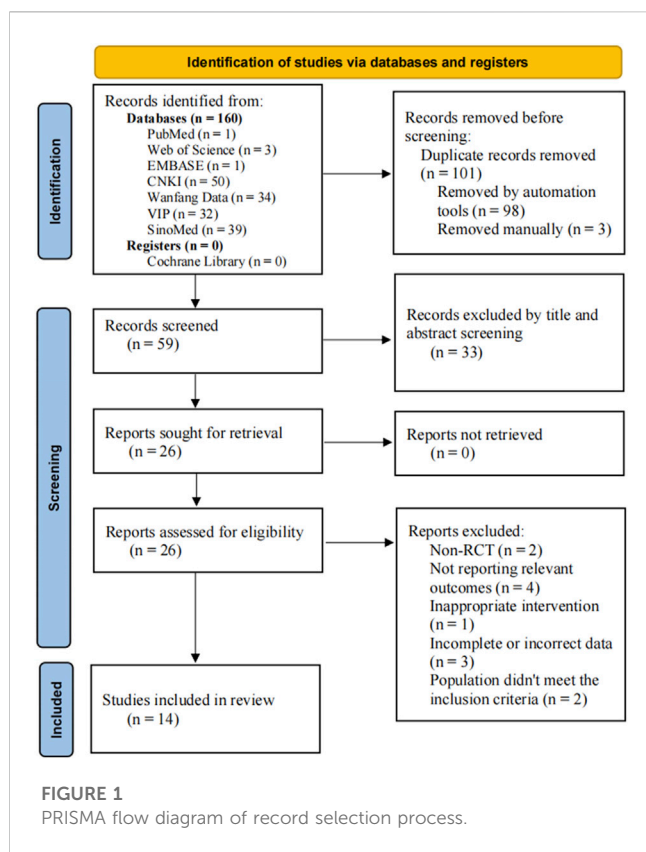 Identification of studies via databases and registers
Identification
Records identified from:
Databases (n = 160)
PubMed (n = 1)
Web of Science (n = 3)
EMBASE (n = 1)
CNKI (n = 50)
Wanfang Data (n = 34)
VIP (n = 32)
SinoMed (n = 39)
Registers (n = 0)
Cochrane Library (n = 0)
Records removed before
screening:
Duplicate records removed
(n = 101)
Removed by automation
tools (n = 98)
Removed manually (n = 3)
Screening
Records screened
(n = 59)
Records excluded by title and
abstract screening
(n = 33)
Reports sought for retrieval
(n = 26)
Reports not retrieved
(n = 0)
Reports assessed for eligibility
(n = 26)
Reports excluded:
Non-RCT (n = 2)
Not reporting relevant
outcomes (n = 4)
Inappropriate intervention
(n = 1)
Incomplete or incorrect data
(n = 3)
Population didn't meet the
inclusion criteria (n = 2)
Included
Studies included in review
(n = 14)
FIGURE 1
PRISMA flow diagram of record selection process.